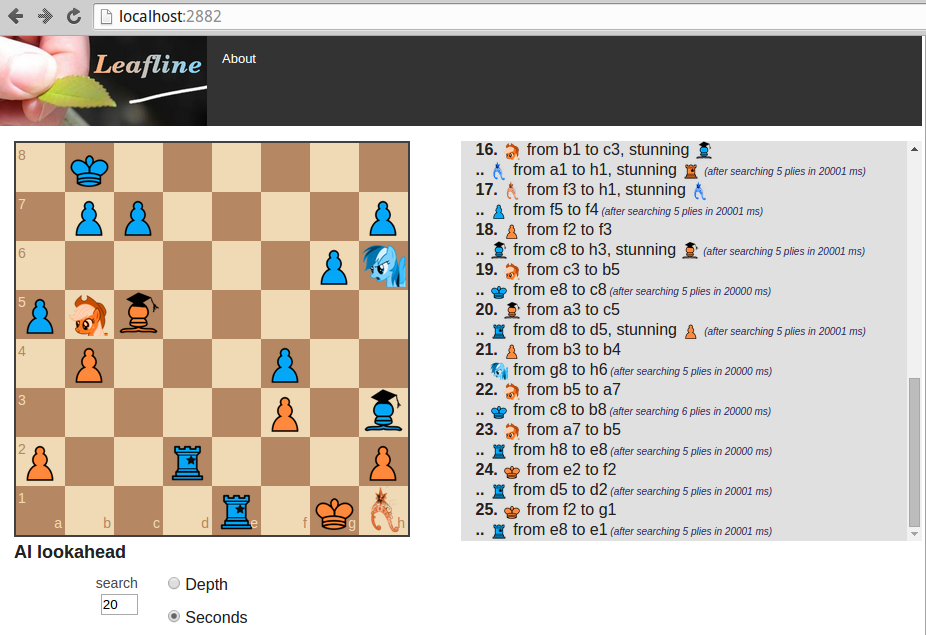 localhost:2882
Leafline
About
8
7
6
5
4
3
2
1
a b c d e f g h
16. from b1 to c3, stunning
.. from a1 to h1, stunning (after searching 5 plies in 20001 ms)
17. from f3 to h1, stunning
.. from f5 to f4 (after searching 5 plies in 20001 ms)
18. from f2 to f3
.. from c8 to h3, stunning (after searching 5 plies in 20001 ms)
19. from c3 to b5
.. from e8 to c8 (after searching 5 plies in 20000 ms)
20. from a3 to c5
.. from d8 to d5, stunning (after searching 5 plies in 20001 ms)
21. from b3 to b4
.. from g8 to h6 (after searching 5 plies in 20000 ms)
22. from b5 to a7
.. from c8 to b8 (after searching 6 plies in 20000 ms)
23. from a7 to b5
.. from h8 to e8 (after searching 5 plies in 20000 ms)
24. from e2 to f2
.. from d5 to d2 (after searching 5 plies in 20001 ms)
25. from f2 to g1
.. from e8 to e1 (after searching 5 plies in 20001 ms)
AI lookahead
search
20
Depth
Seconds